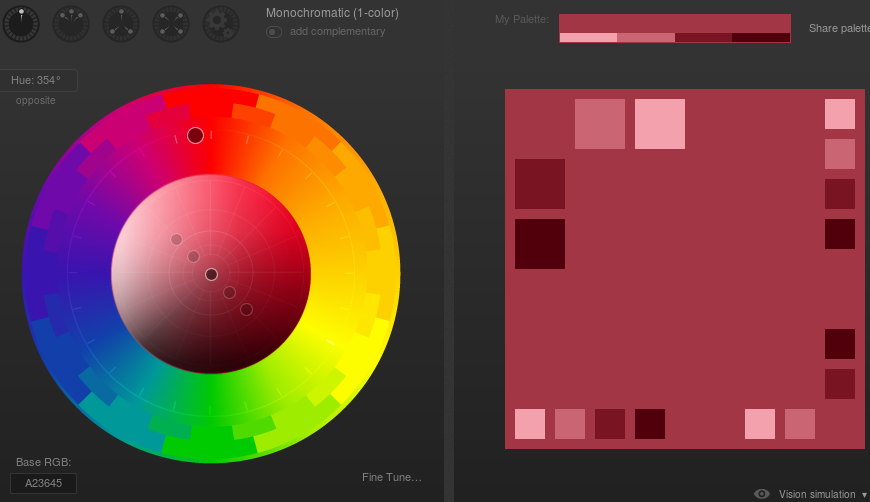 Monochromatic (1-color)
add complementary
My Palette:
Share palette
Hue: 354°
opposite
Base RGB:
A23645
Fine Tune...
Vision simulation ▾